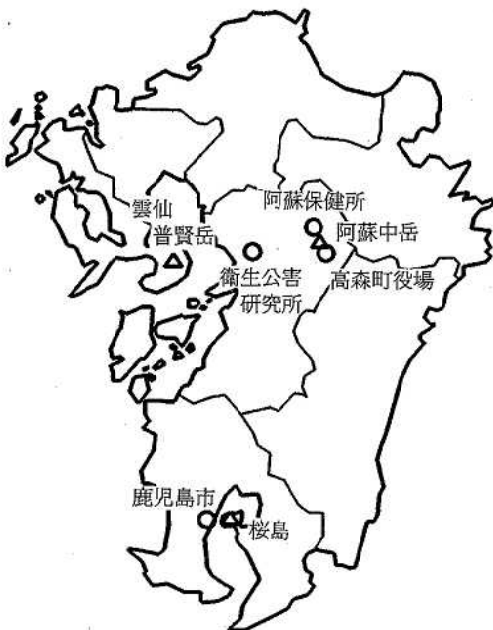 阿蘇保健所
雲仙
普賢岳
阿蘇中岳
衛生公害
研究所
高森町役場
鹿児島市
桜島